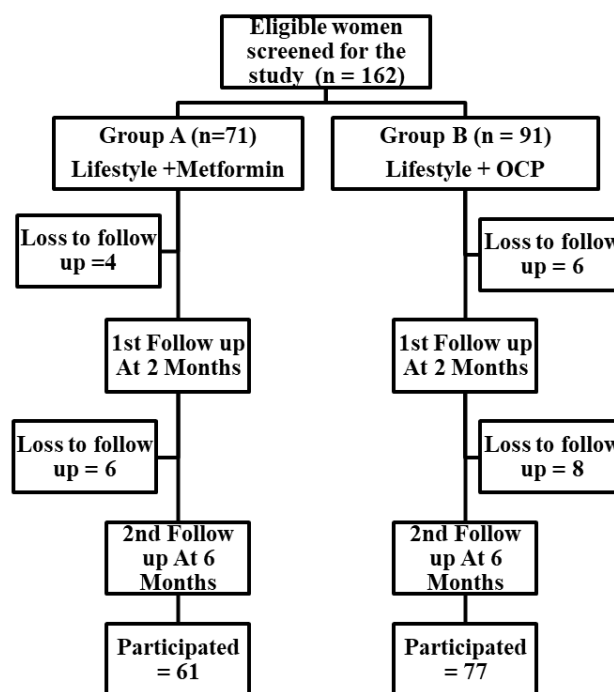 Eligible women
screened for the
study (n = 162)
Group A (n=71)
Lifestyle +Metformin
Group B (n = 91)
Lifestyle + OCP
Loss to follow
up =4
Loss to follow
up = 6
1st Follow up
At 2 Months
1st Follow up
At 2 Months
Loss to follow
up = 6
Loss to follow
up = 8
2nd Follow
up At 6
Months
2nd Follow
up At 6
Months
Participated
= 61
Participated
= 77